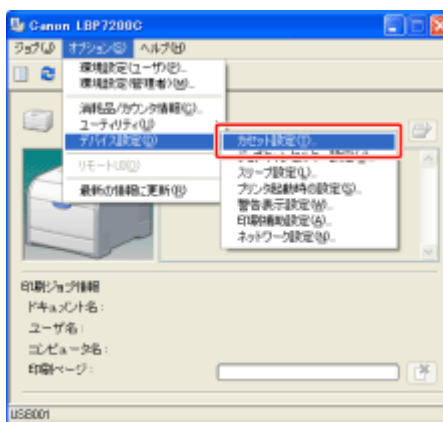 Canon LBP7200C
ジョブ(J) オプション(S) ヘルプ(H)
環境設定(ユーザ)(E)...
環境設定(管理者)(M)...
消耗品/カウンタ情報(C)...
ユーティリティ(U)
デバイス設定(D)
カセット設定(T)...
スリープ設定(L)...
リモートUI(O)
プリンタ起動時の設定(S)...
最新の情報に更新(R)
警告表示設定(W)...
印刷補助設定(A)...
ネットワーク設定(N)...
印刷ジョブ情報
ドキュメント名:
ユーザ名:
コンピュータ名:
印刷ページ:
USB001